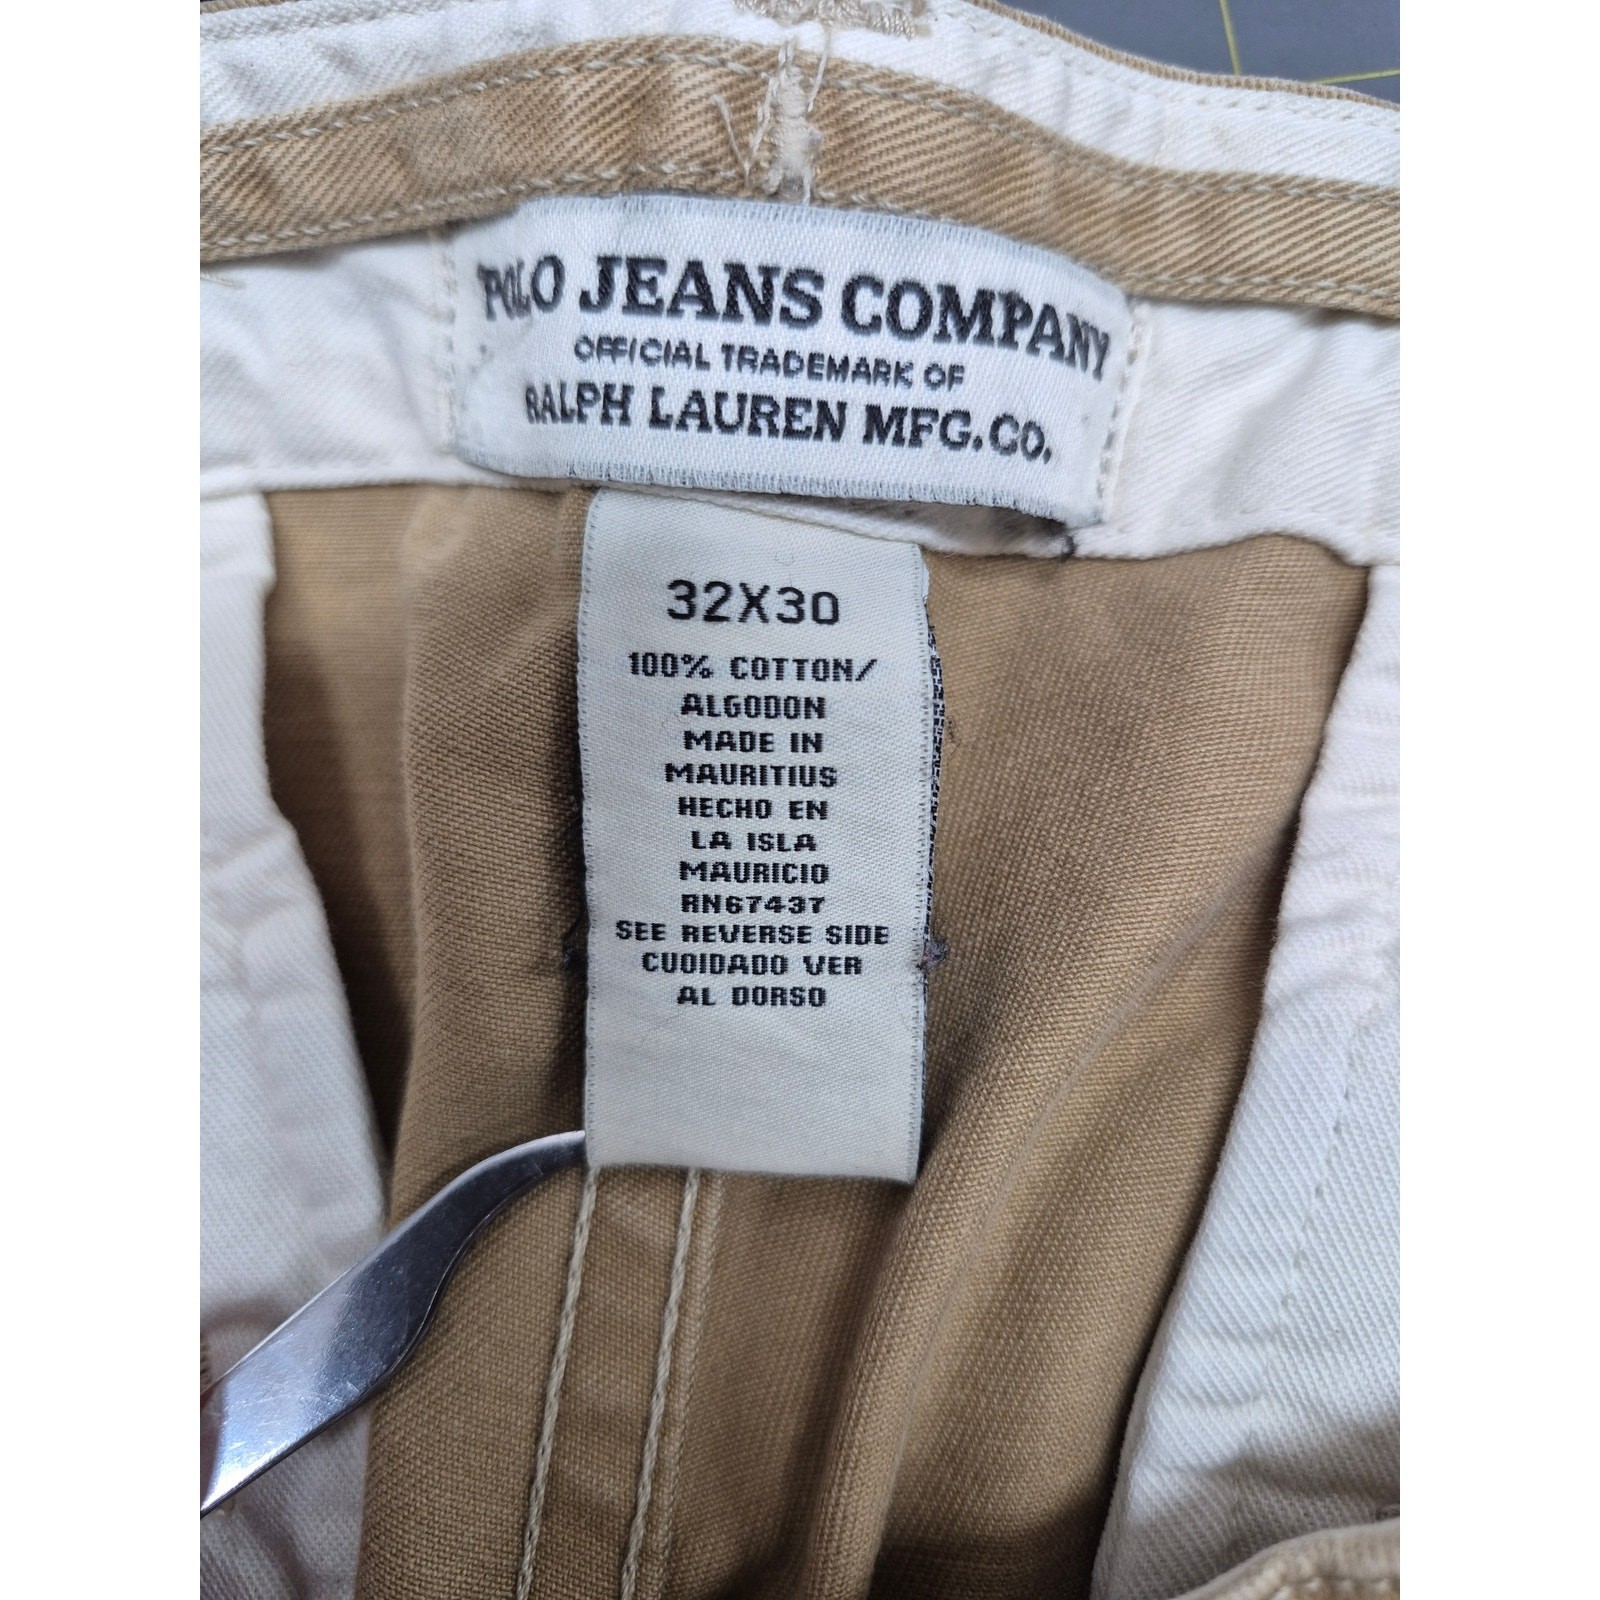 POLO JEANS COMPANY
OFFICIAL TRADEMARK OF
RALPH LAUREN MFG. CO.
32X30
100% COTTON/
ALGODON
MADE IN
MAURITIUS
HECHO EN
LA ISLA
MAURICIO
RN67437
SEE REVERSE SIDE
CUOIDADO VER
AL DORSO